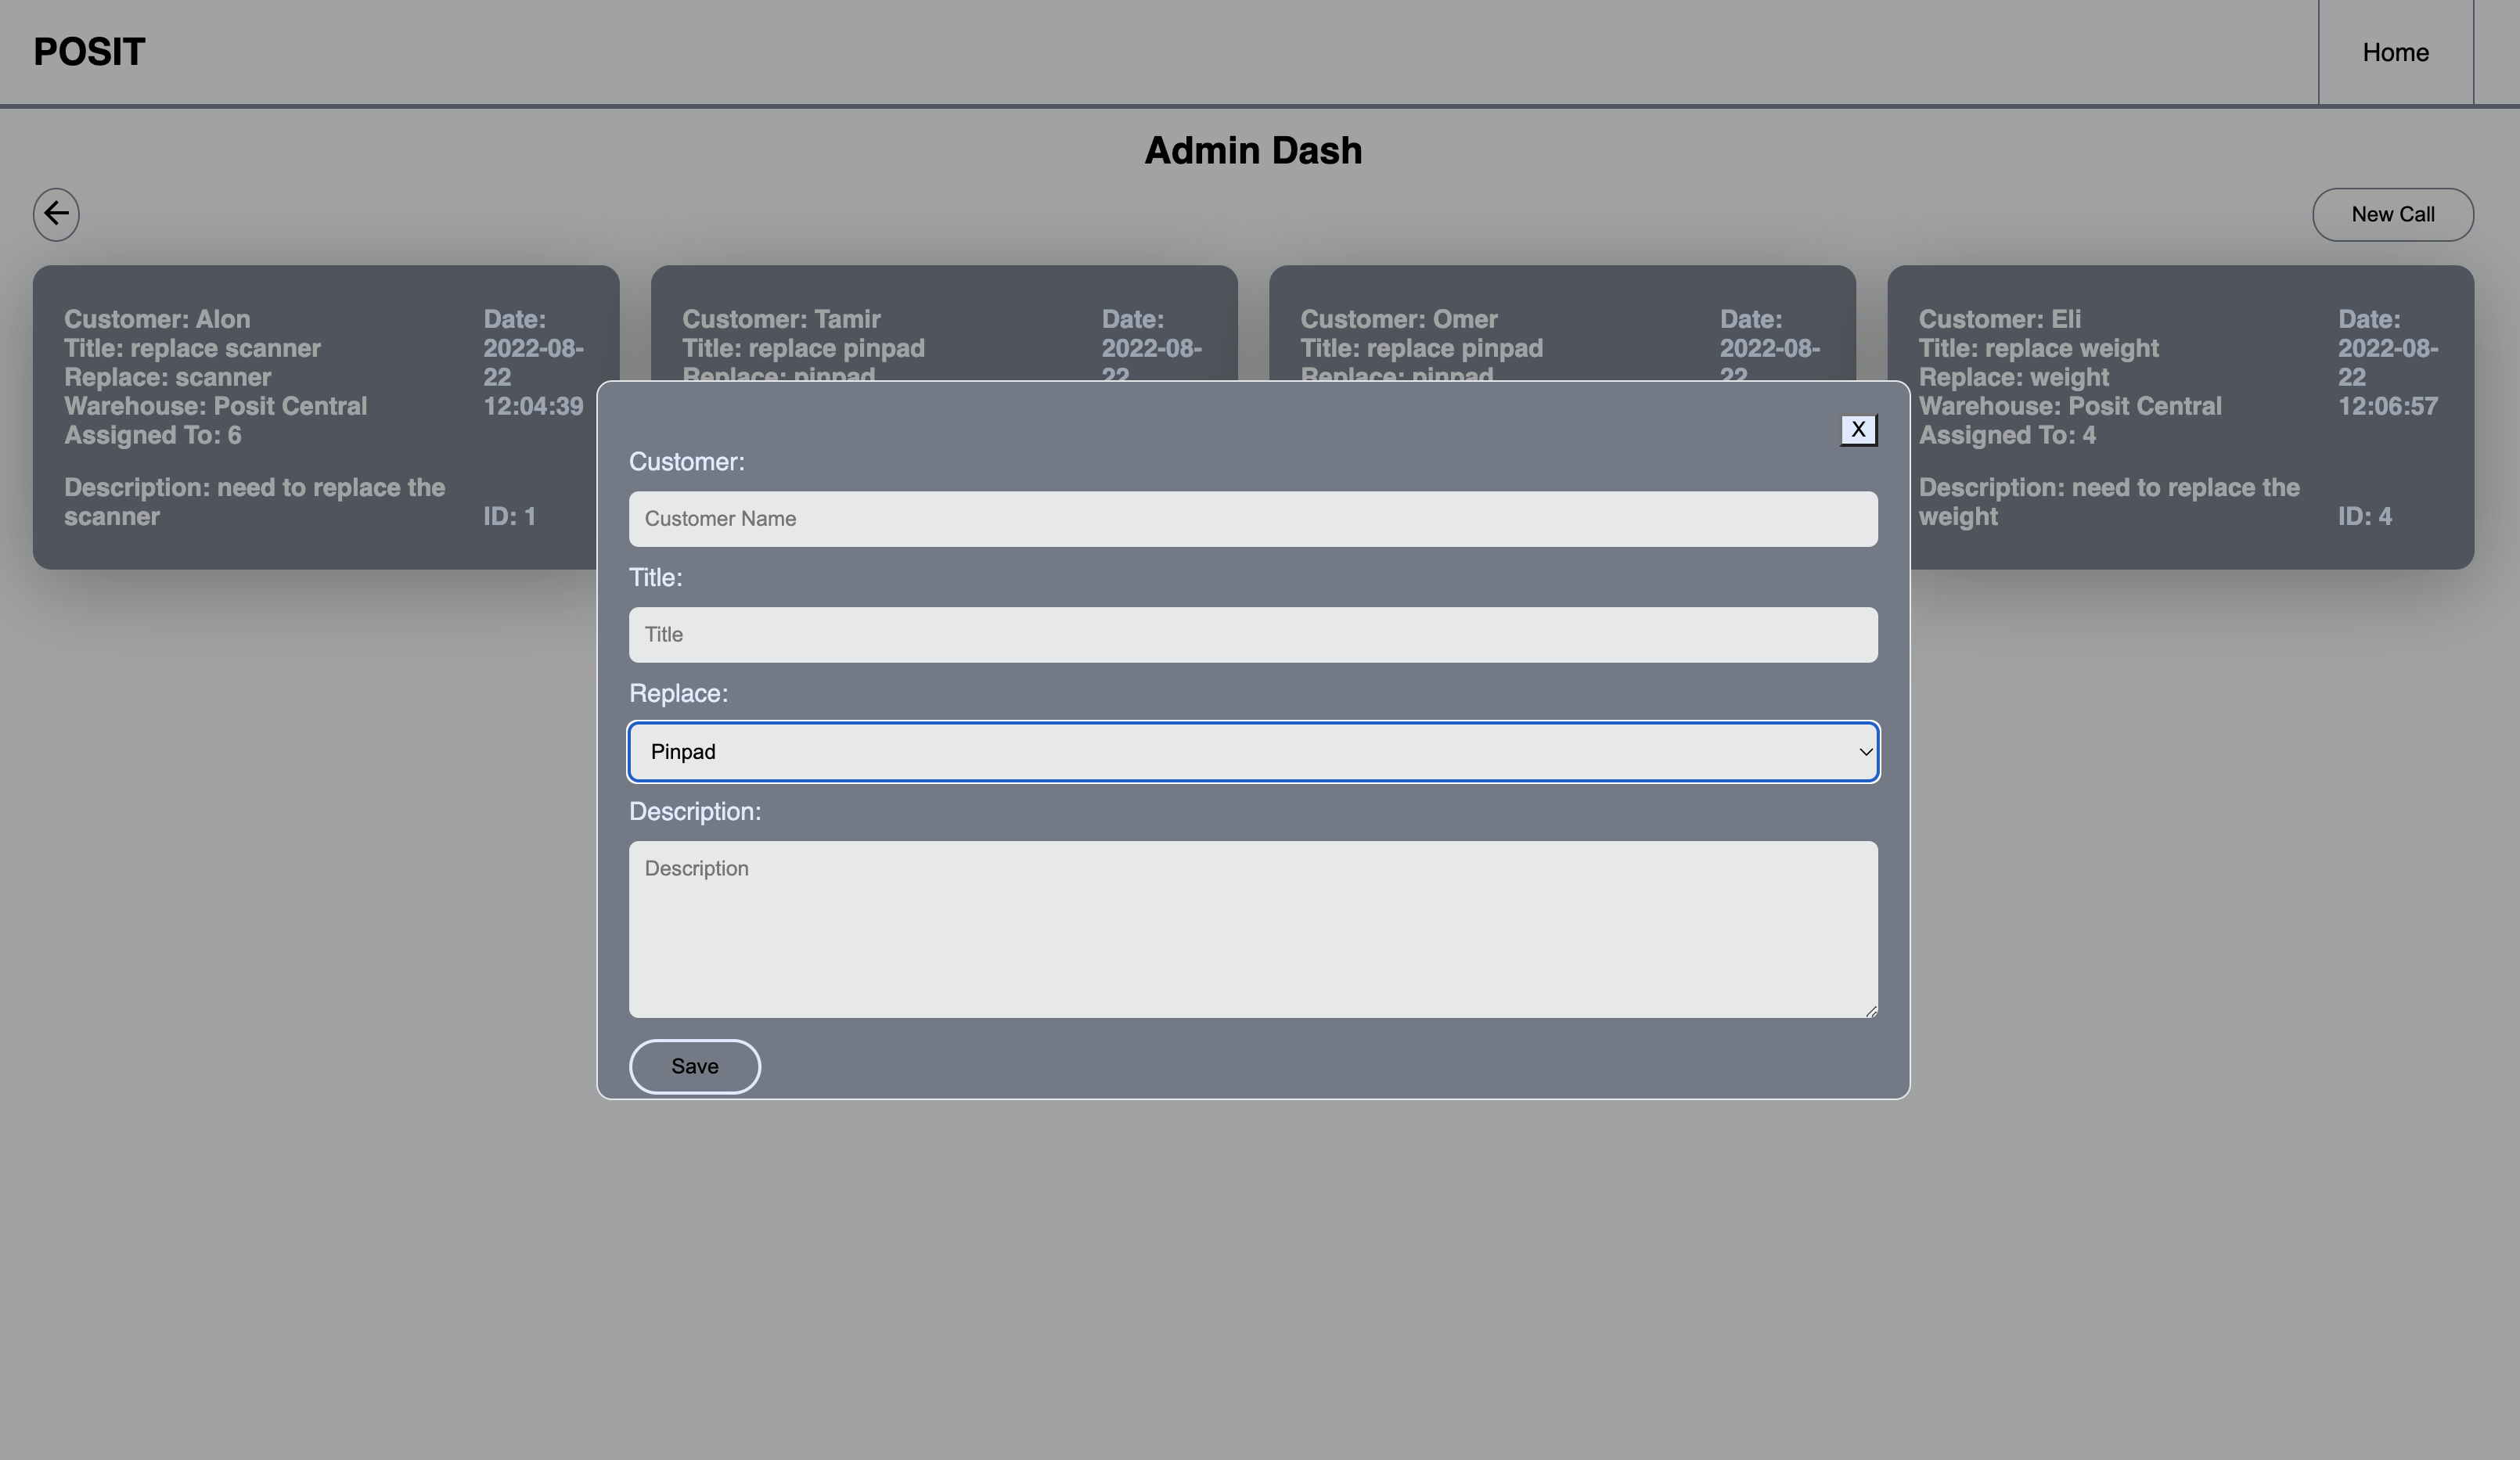 POSIT
Home
Admin Dash
New Call
Customer: Alon
Title: replace scanner
Replace: scanner
Warehouse: Posit Central
Assigned To: 6
Description: need to replace the
scanner
Date:
2022-08-
22
12:04:39
ID: 1
Customer: Tamir
Title: replace pinpad
Replace: pinpad
Date:
2022-08-
22
Customer: Omer
Title: replace pinpad
Replace: pinpad
Date:
2022-08-
22
Customer: Eli
Title: replace weight
Replace: weight
Warehouse: Posit Central
Assigned To: 4
Description: need to replace the
weight
Date:
2022-08-
22
12:06:57
ID: 4
X
Customer:
Customer Name
Title:
Title
Replace:
Pinpad
Description:
Description
Save